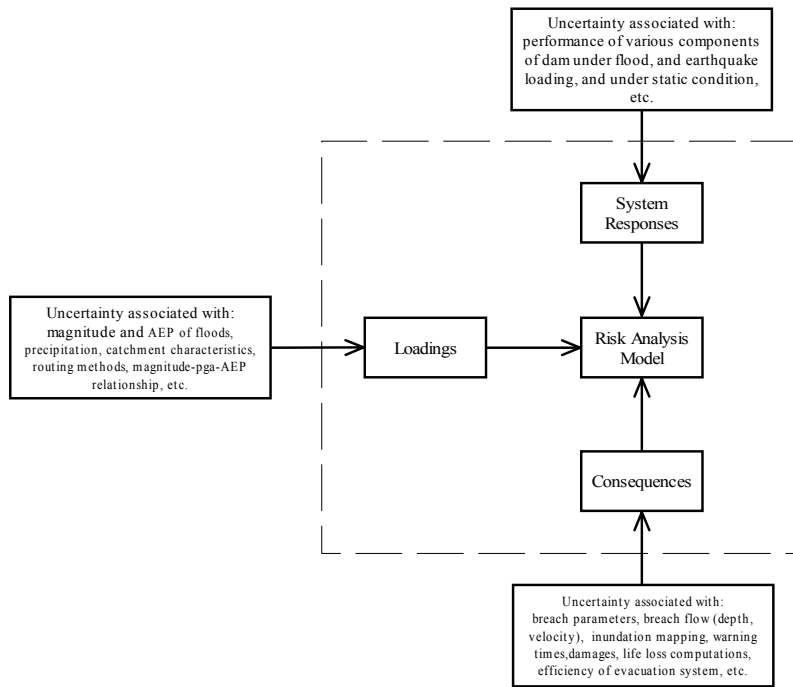 Uncertainty associated with:
performance of various components
of dam under flood, and earthquake
loading, and under static condition,
etc.
System
Responses
Uncertainty associated with:
magnitude and AEP of floods,
precipitation, catchment characteristics,
routing methods, magnitude-pga-AEP
relationship, etc.
Loadings
Risk Analysis
Model
Consequences
Uncertainty associated with:
breach parameters, breach flow (depth,
velocity), inundation mapping, warning
times,damages, life loss computations,
efficiency of evacuation system, etc.